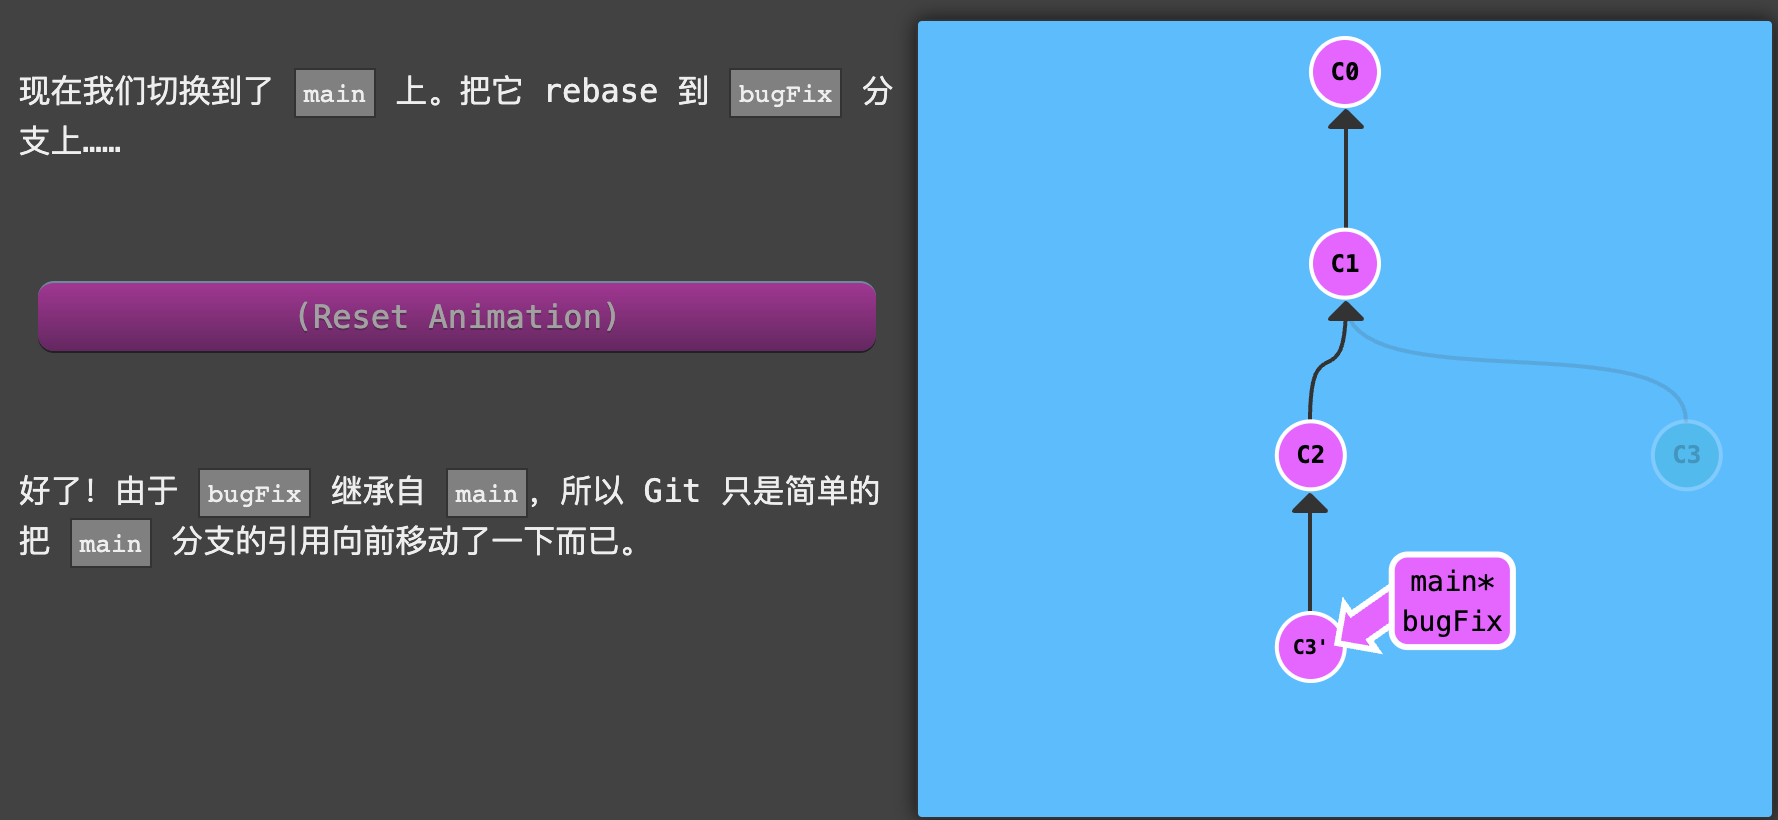 现在我们切换到了 main 上。把它 rebase 到 bugFix 分
支上……
(Reset Animation)
好了！由于 bugFix 继承自 main，所以 Git 只是简单的
把 main 分支的引用向前移动了一下而已。
C0
C1
C2
C3
main*
bugFix
C3'